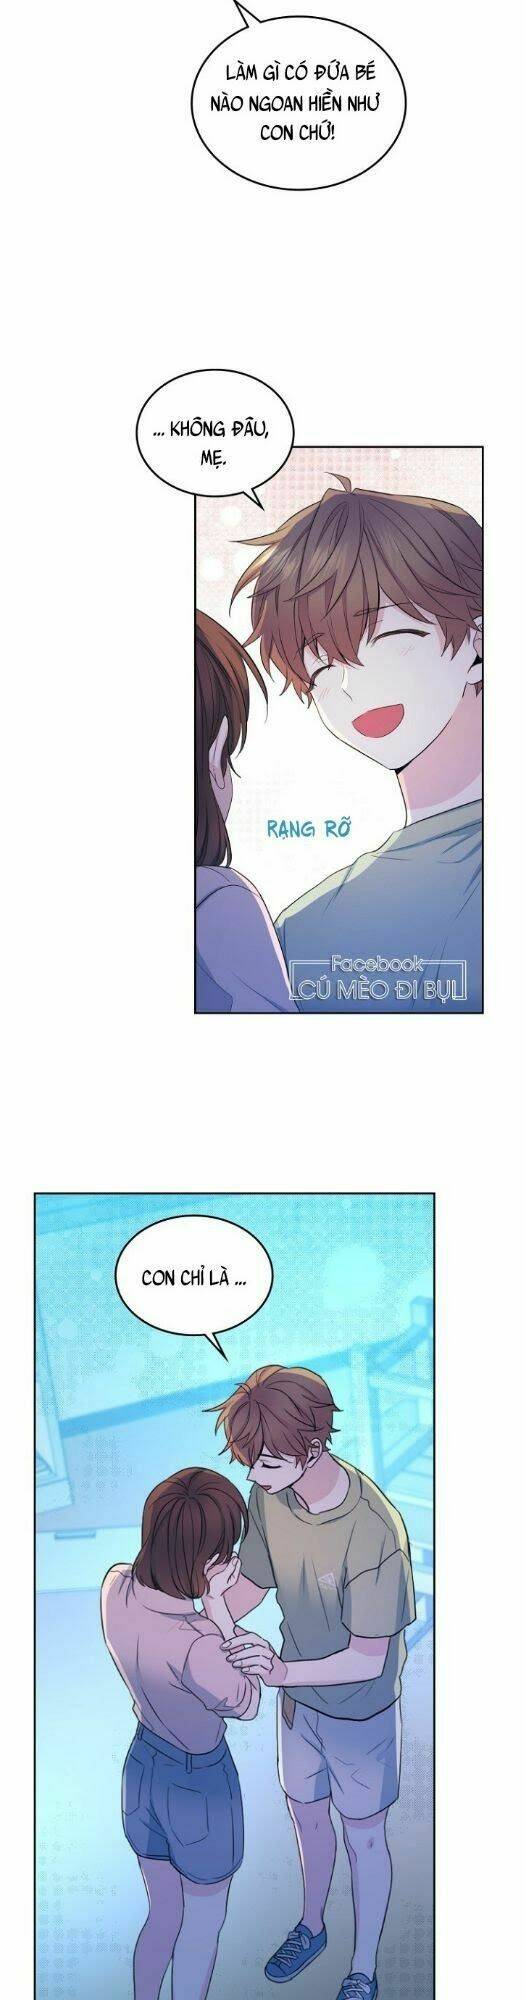 LÀM GÌ CÓ ĐỨA BÉ
NÀO NGOAN HIỀN NHƯ
CON CHỨ!
... KHÔNG ĐÂU,
MẸ.
RẠNG RỠ
Facebook
CÚ MÈO ĐI BỤI
CON CHỈ LÀ ...